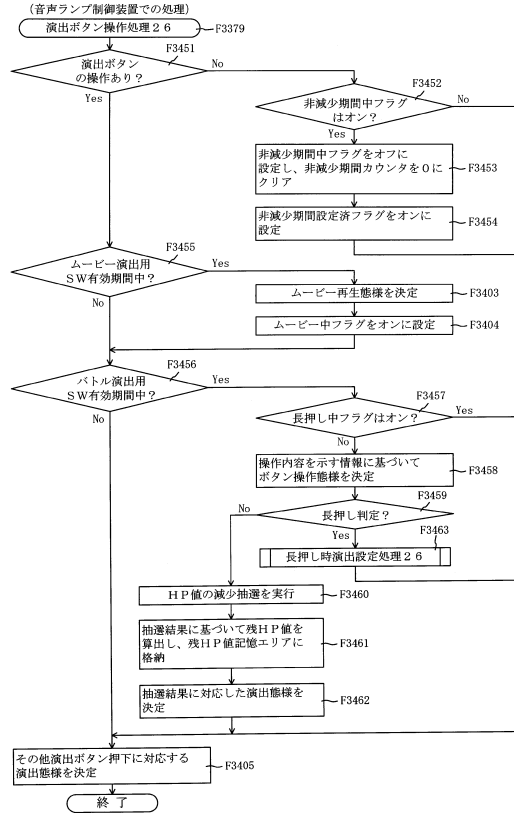 (音声ランプ制御装置での処理)
演出ボタン操作処理26
F3379
演出ボタン
の操作あり?
F3451
No
Yes
非減少期間中フラグ
はオン?
F3452
No
Yes
非減少期間中フラグをオフに
設定し、非減少期間カウンタを0に
クリア
F3453
非減少期間設定済フラグをオンに
設定
F3454
ムービー演出用
SW有効期間中?
F3455
Yes
No
ムービー再生態様を決定
F3403
ムービー中フラグをオンに設定
F3404
バトル演出用
SW有効期間中?
F3456
Yes
No
長押し中フラグはオン?
F3457
Yes
No
操作内容を示す情報に基づいて
ボタン操作態様を決定
F3458
長押し判定?
F3459
No
Yes
長押し時演出設定処理26
F3463
HP値の減少抽選を実行
F3460
抽選結果に基づいて残HP値を
算出し、残HP値記憶エリアに
格納
F3461
抽選結果に対応した演出態様を
決定
F3462
その他演出ボタン押下に対応する
演出態様を決定
F3405
終了